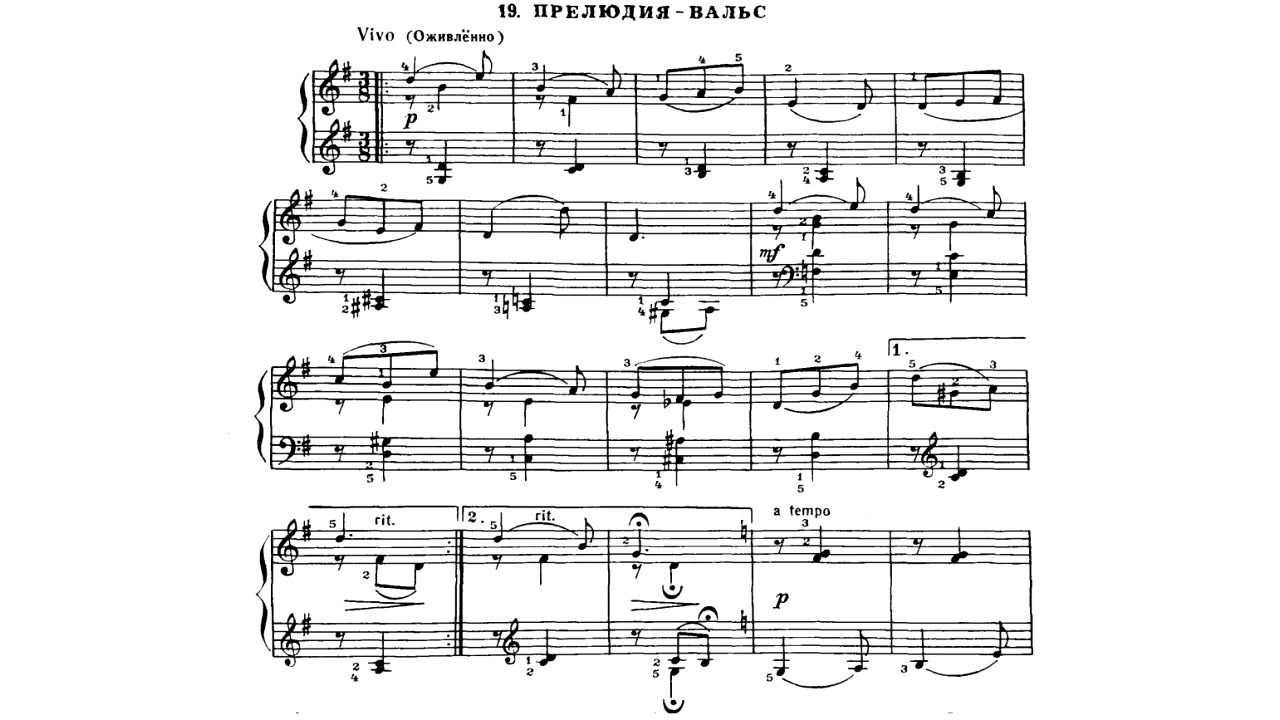 19. ПРЕЛЮДИЯ-ВАЛЬС
Vivo (Оживлённо)
p
mf
1.
rit.
2.
rit.
a tempo
p